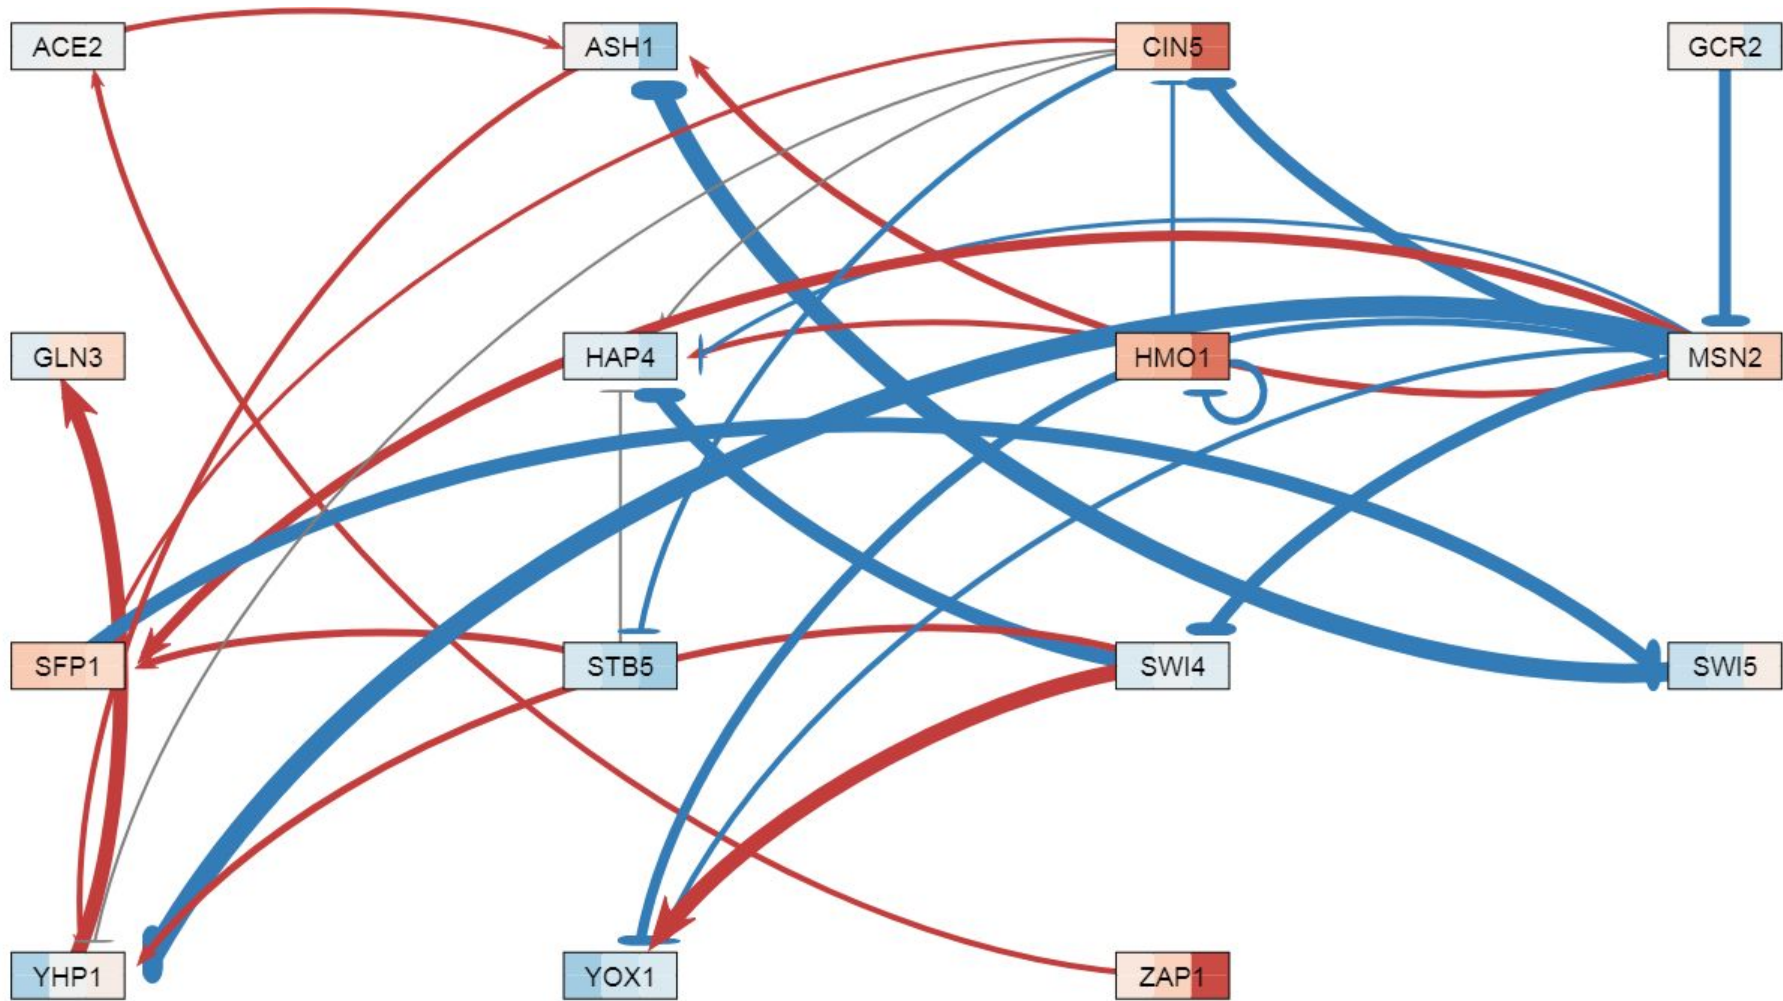 ACE2
ASH1
CIN5
GCR2
GLN3
HAP4
HMO1
MSN2
SFP1
STB5
SWI4
SWI5
YHP1
YOX1
ZAP1